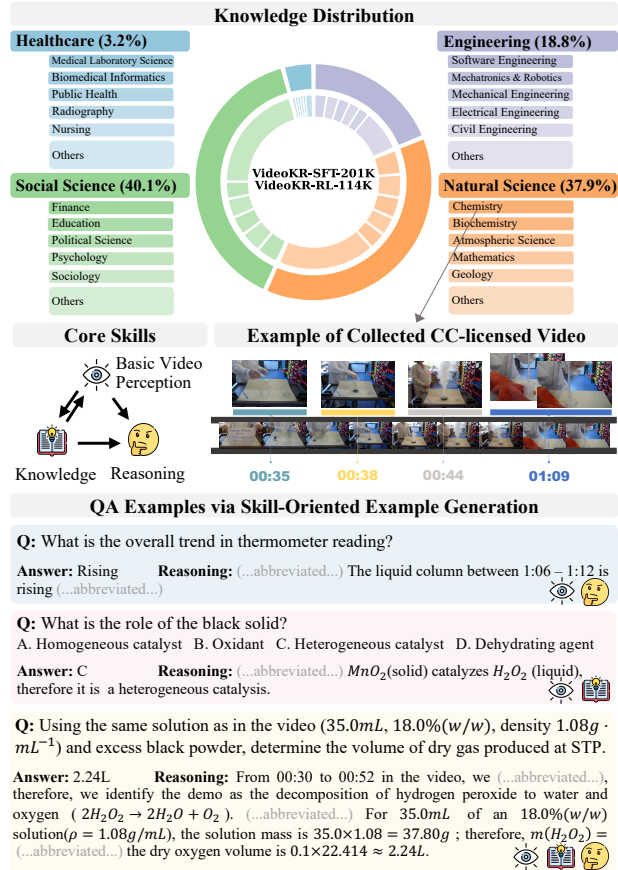 Knowledge Distribution
Healthcare (3.2%)
Medical Laboratory Science
Biomedical Informatics
Public Health
Radiography
Nursing
Others
Engineering (18.8%)
Software Engineering
Mechatronics & Robotics
Mechanical Engineering
Electrical Engineering
Civil Engineering
Others
VideoKR-SFT-201K
VideoKR-RL-114K
Social Science (40.1%)
Finance
Education
Political Science
Psychology
Sociology
Others
Natural Science (37.9%)
Chemistry
Biochemistry
Atmospheric Science
Mathematics
Geology
Others
Core Skills
Basic Video
Perception
Knowledge
Reasoning
Example of Collected CC-licensed Video
00:35
00:38
00:44
01:09
QA Examples via Skill-Oriented Example Generation
Q: What is the overall trend in thermometer reading?
Answer: Rising Reasoning: (...abbreviated...) The liquid column between 1:06 – 1:12 is
rising (...abbreviated...)
Q: What is the role of the black solid?
A. Homogeneous catalyst B. Oxidant C. Heterogeneous catalyst D. Dehydrating agent
Answer: C Reasoning: (...abbreviated...) MnO₂(solid) catalyzes H₂O₂ (liquid),
therefore it is a heterogeneous catalysis.
Q: Using the same solution as in the video (35.0mL, 18.0%(w/w), density 1.08g ·
mL⁻¹) and excess black powder, determine the volume of dry gas produced at STP.
Answer: 2.24L Reasoning: From 00:30 to 00:52 in the video, we (...abbreviated...),
therefore, we identify the demo as the decomposition of hydrogen peroxide to water and
oxygen ( 2H₂O₂ → 2H₂O + O₂ ). (...abbreviated...) For 35.0mL of an 18.0%(w/w)
solution(ρ = 1.08g/mL), the solution mass is 35.0×1.08 = 37.80g ; therefore, m(H₂O₂) =
(...abbreviated...) the dry oxygen volume is 0.1×22.414 ≈ 2.24L.